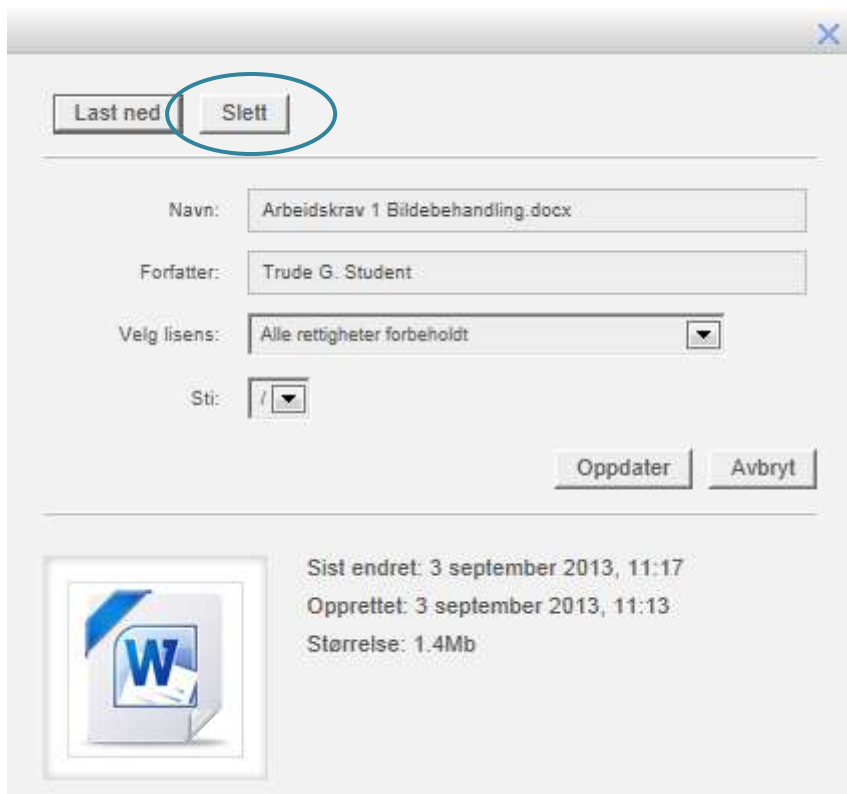 Last ned Slett
Navn: Arbeidskrav 1 Bildebehandling.docx
Forfatter: Trude G. Student
Velg lisens: Alle rettigheter forbeholdt
Sti: /
Oppdater Avbryt
Sist endret: 3 september 2013, 11:17
Opprettet: 3 september 2013, 11:13
Størrelse: 1.4Mb
W